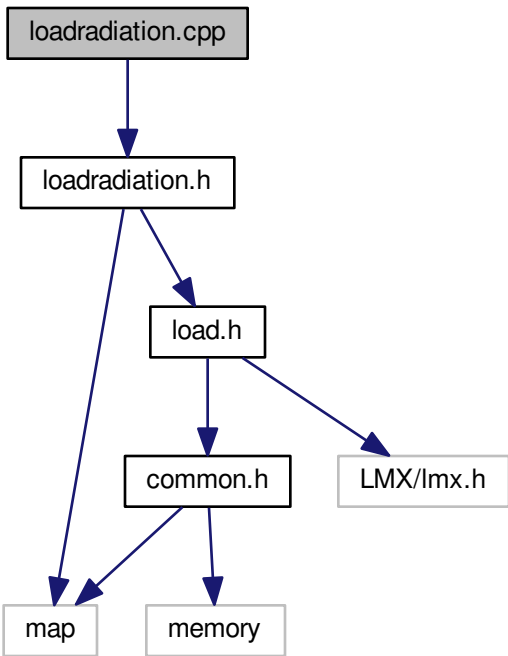 loadradiation.cpp
loadradiation.h
load.h
common.h
LMX/lmx.h
map
memory